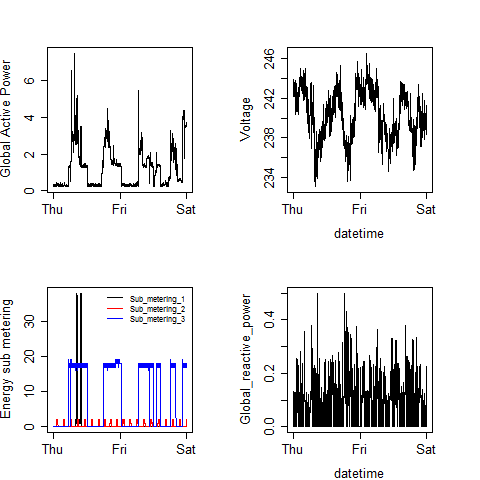 Global Active Power
0 2 4 6
Thu Fri Sat
Voltage
234 238 242 246
Thu Fri Sat
datetime
Energy sub metering
0 10 20 30
Sub_metering_1
Sub_metering_2
Sub_metering_3
Thu Fri Sat
Global_reactive_power
0.0 0.2 0.4
Thu Fri Sat
datetime